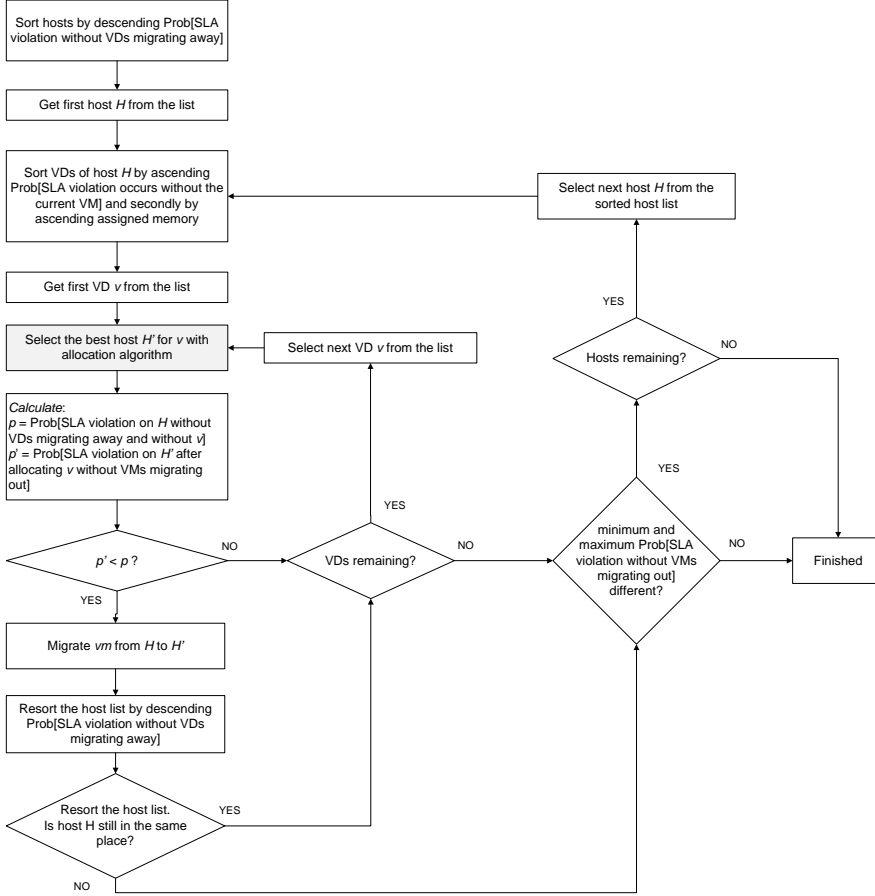 Sort hosts by descending Prob[SLA
violation without VDs migrating away]
Get first host H from the list
Sort VDs of host H by ascending
Prob[SLA violation occurs without the
current VM] and secondly by
ascending assigned memory
Select next host H from the
sorted host list
Get first VD v from the list
YES
Select the best host H' for v with
allocation algorithm
Select next VD v from the list
Hosts remaining?
NO
Calculate:
p = Prob[SLA violation on H without
VDs migrating away and without v]
p' = Prob[SLA violation on H' after
allocating v without VMs migrating
out]
YES
YES
p' < p ?
NO
VDs remaining?
NO
minimum and
maximum Prob[SLA
violation without VMs
migrating out]
different?
NO
Finished
YES
Migrate vm from H to H'
Resort the host list by descending
Prob[SLA violation without VDs
migrating away]
Resort the host list.
Is host H still in the same
place?
YES
NO